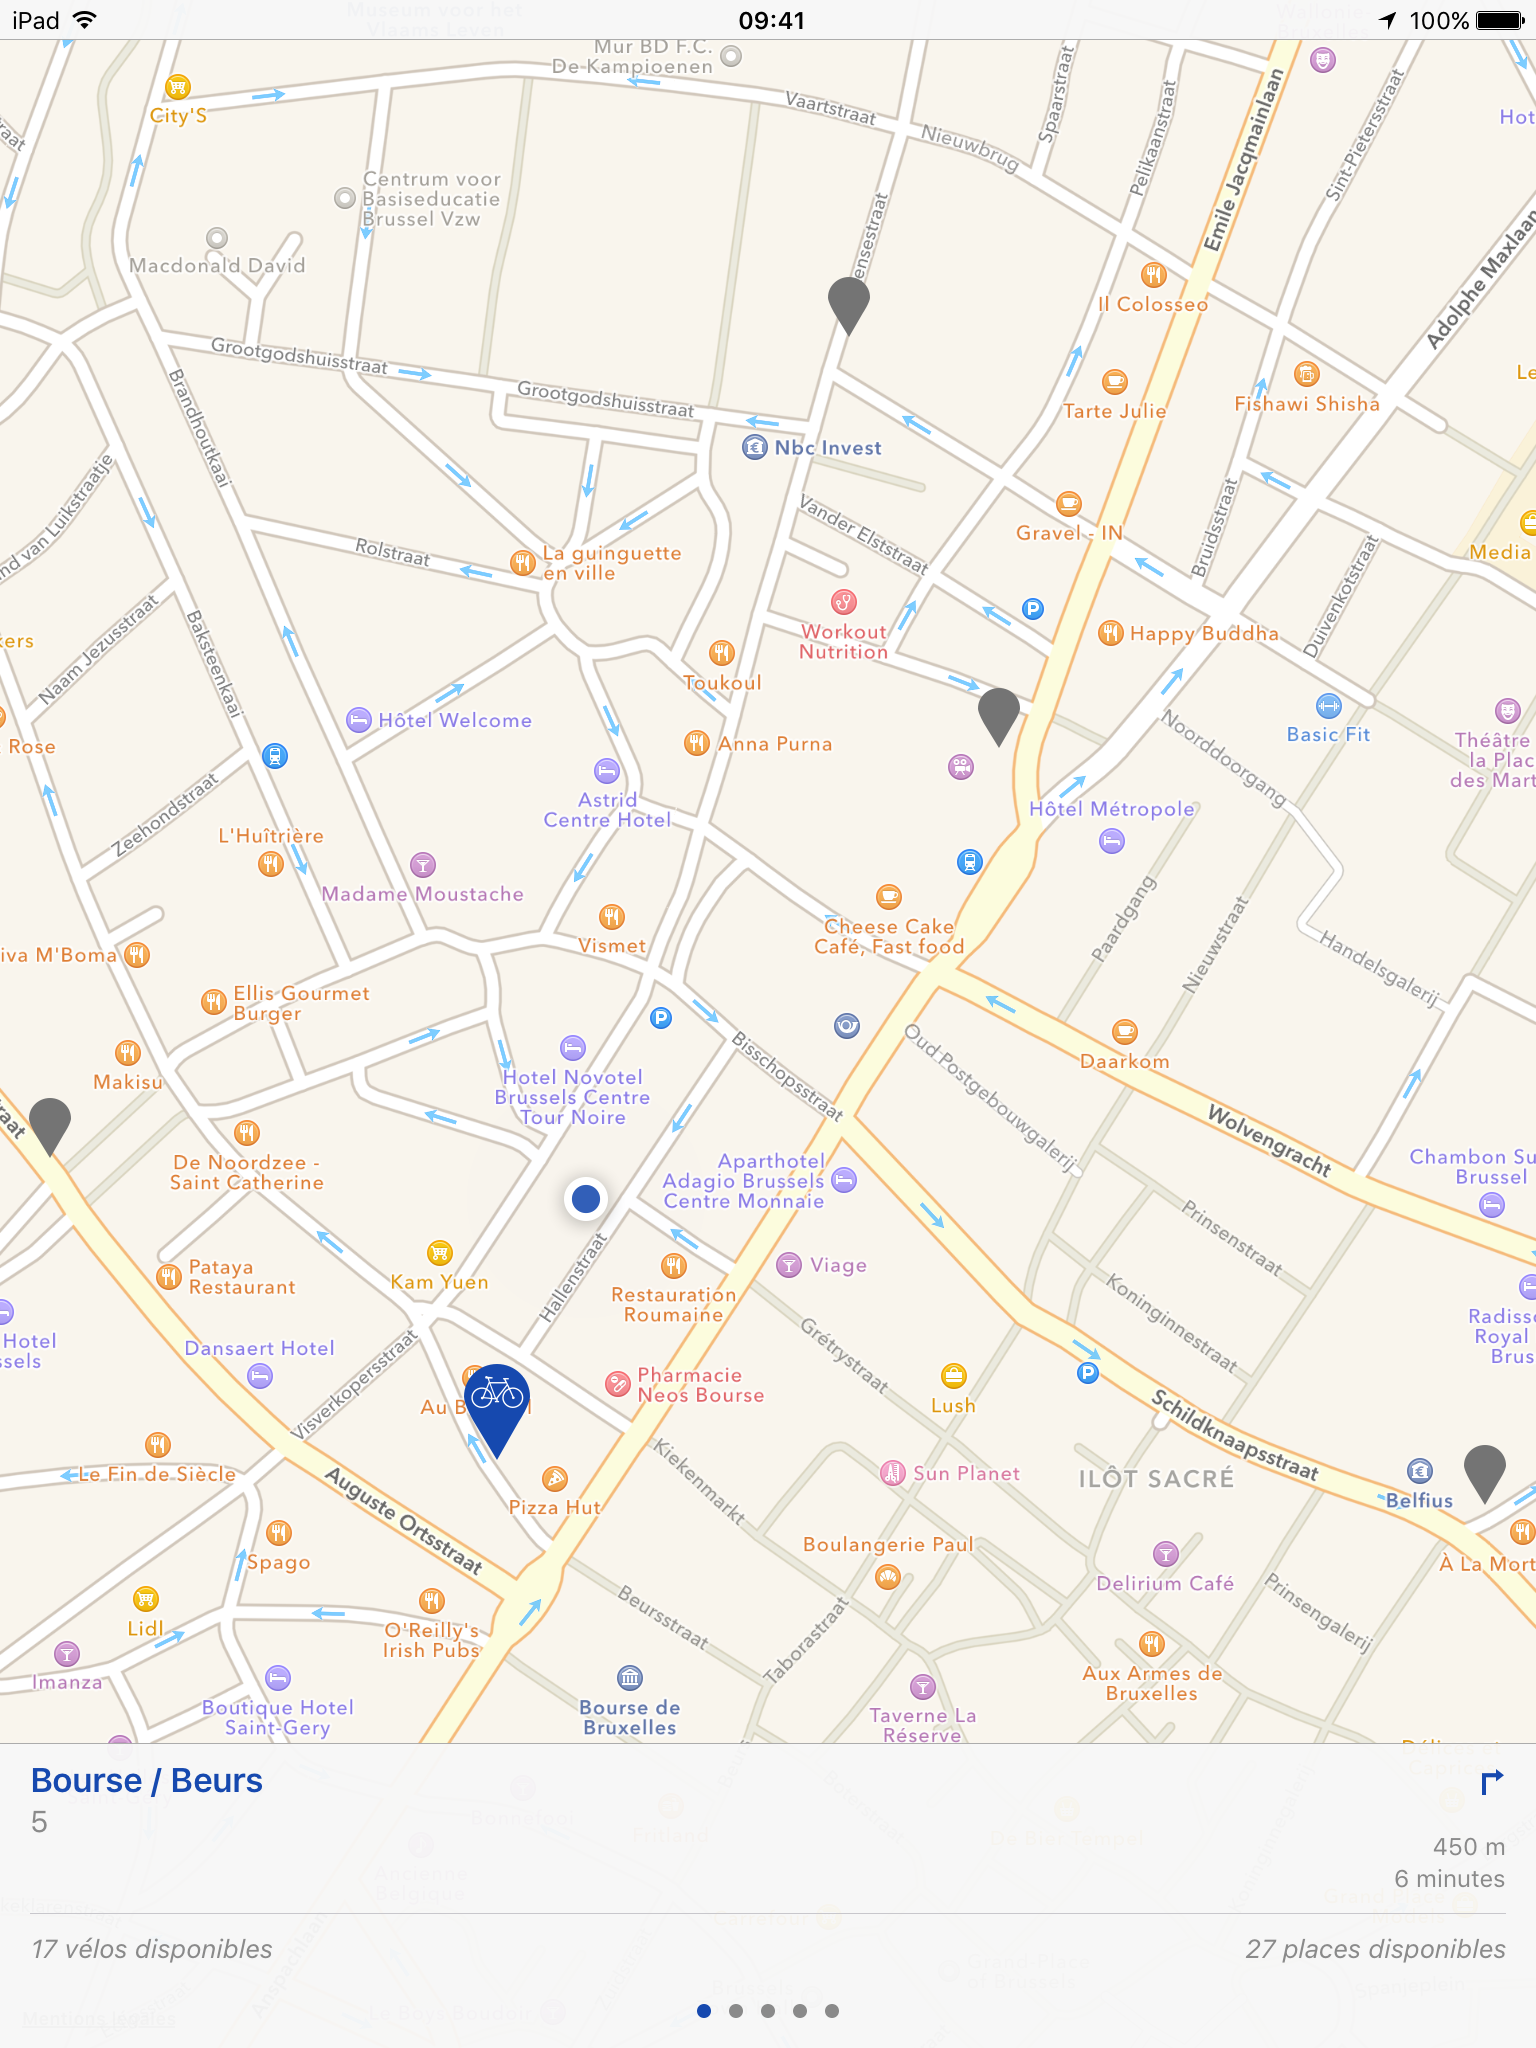 iPad
09:41
100%
Mur BD F.C.
De Kampioenen
City'S
Vaartstraat
Nieuwbrug
Spaarstraat
Pelikaanstraat
Emile Jacqmainlaan
Sint-Pietersstraat
Centrum voor
Basiseducatie
Brussel Vzw
Macdonald David
Il Colosseo
Adolphe Maxlaan
Grootgodshuisstraat
Grootgodshuisstraat
Brandhoutkaai
Tarte Julie
Fishawi Shisha
Nbc Invest
Vander Elststraat
Gravel - IN
Bruidsstraat
Duivenkotstraat
Media
Rolstraat
La guinguette
en ville
Naam Jezusstraat
Baksteenkaai
Workout
Nutrition
Happy Buddha
Toukoul
Hôtel Welcome
Anna Purna
Basic Fit
Noorddoorgang
Théâtre
la Plac
des Mart
Rose
Zeehondstraat
Astrid
Centre Hotel
Hôtel Métropole
L'Huîtrière
Madame Moustache
Vismet
Cheese Cake
Café, Fast food
Paardgang
Nieuwstraat
Handelsgalerij
iva M'Boma
Ellis Gourmet
Burger
Makisu
Hotel Novotel
Brussels Centre
Tour Noire
Bisschopsstraat
Oud Postgebouwgalerij
Daarkom
Wolvengracht
De Noordzee -
Saint Catherine
Aparthotel
Adagio Brussels
Centre Monnaie
Chambon Su
Brussel
Prinsenstraat
Pataya
Restaurant
Kam Yuen
Hallenstraat
Viage
Restauration
Roumaine
Koninginnestraat
Hotel
ssels
Radisso
Royal
Brus
Dansaert Hotel
Grétrystraat
Visverkopersstraat
Pharmacie
Neos Bourse
Lush
Au B
Schildknaapsstraat
Le Fin de Siècle
Auguste Ortsstraat
Pizza Hut
Kiekenmarkt
Sun Planet
ILÔT SACRÉ
Belfius
Spago
Boulangerie Paul
Delirium Café
À La Mort
Prinsengalerij
Lidl
O'Reilly's
Irish Pubs
Beursstraat
Taborastraat
Imanza
Boutique Hotel
Saint-Gery
Bourse de
Bruxelles
Aux Armes de
Bruxelles
Taverne La
Réserve
Bourse / Beurs
5
450 m
6 minutes
17 vélos disponibles
27 places disponibles
Mentions légales